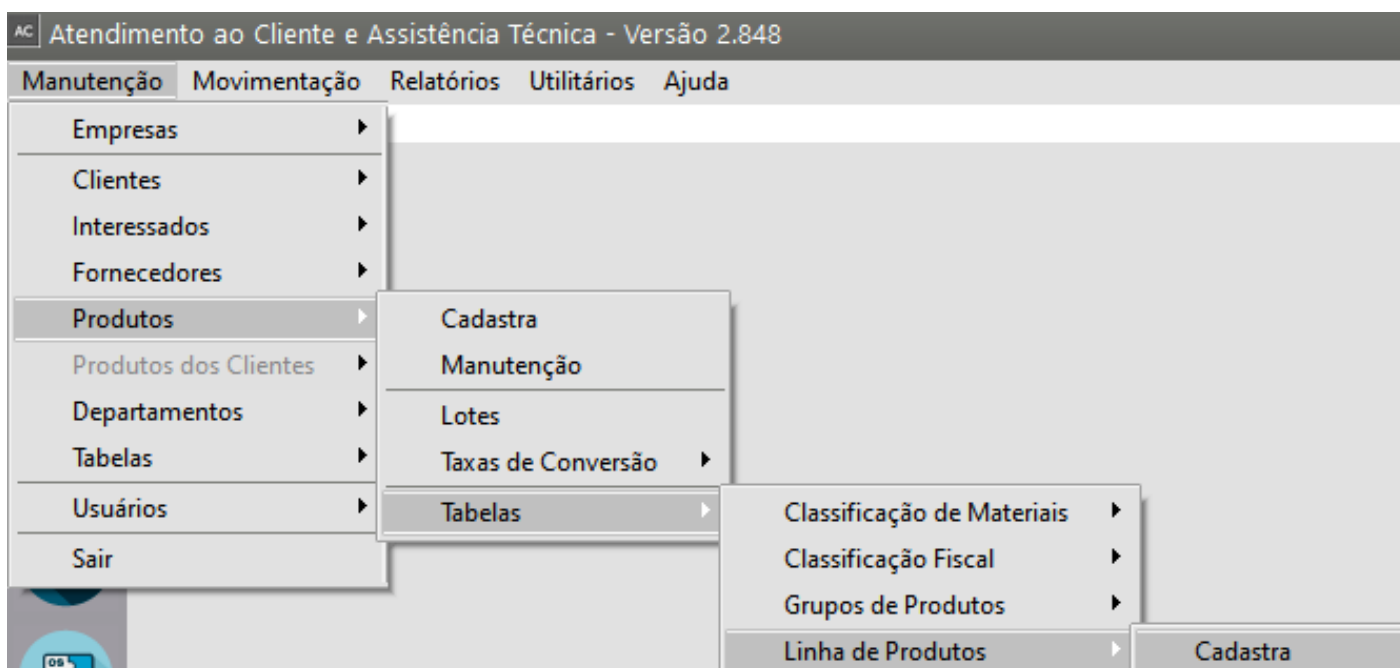 AC Atendimento ao Cliente e Assistência Técnica - Versão 2.848
Manutenção Movimentação Relatórios Utilitários Ajuda
Empresas
Clientes
Interessados
Fornecedores
Produtos
Produtos dos Clientes
Departamentos
Tabelas
Usuários
Sair
Cadastra
Manutenção
Lotes
Taxas de Conversão
Tabelas
Classificação de Materiais
Classificação Fiscal
Grupos de Produtos
Linha de Produtos
Cadastra
OS